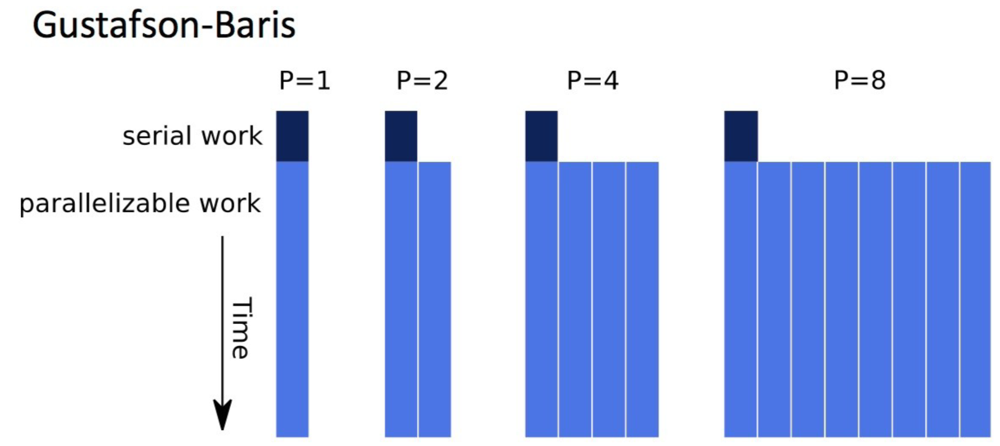 Gustafson-Baris
P=1 P=2 P=4 P=8
serial work
parallelizable work
Time